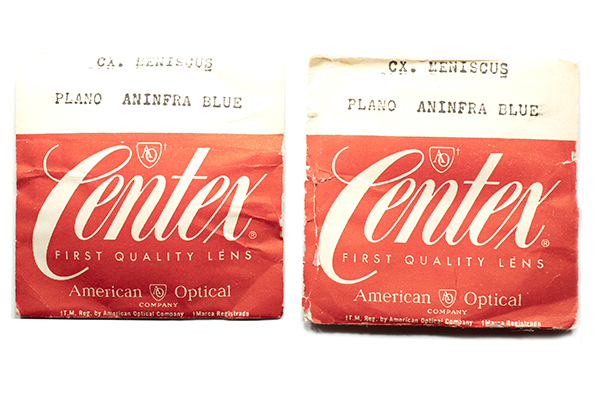 CX. MENISCUS
PLANO ANINFRA BLUE
AO †
Centex ®
FIRST QUALITY LENS
American AO Optical
COMPANY
†T.M. Reg. by American Optical Company †Marca Registrada
CX. MENISCUS
PLANO ANINFRA BLUE
AO †
Centex ®
FIRST QUALITY LENS
American AO Optical
COMPANY
†T.M. Reg. by American Optical Company †Marca Registrada